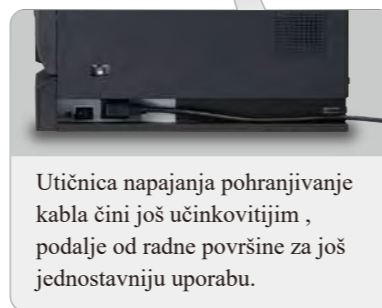 Utičnica napajanja pohranjivanje
kabla čini još učinkovitijim ,
podalje od radne površine za još
jednostavniju uporabu.